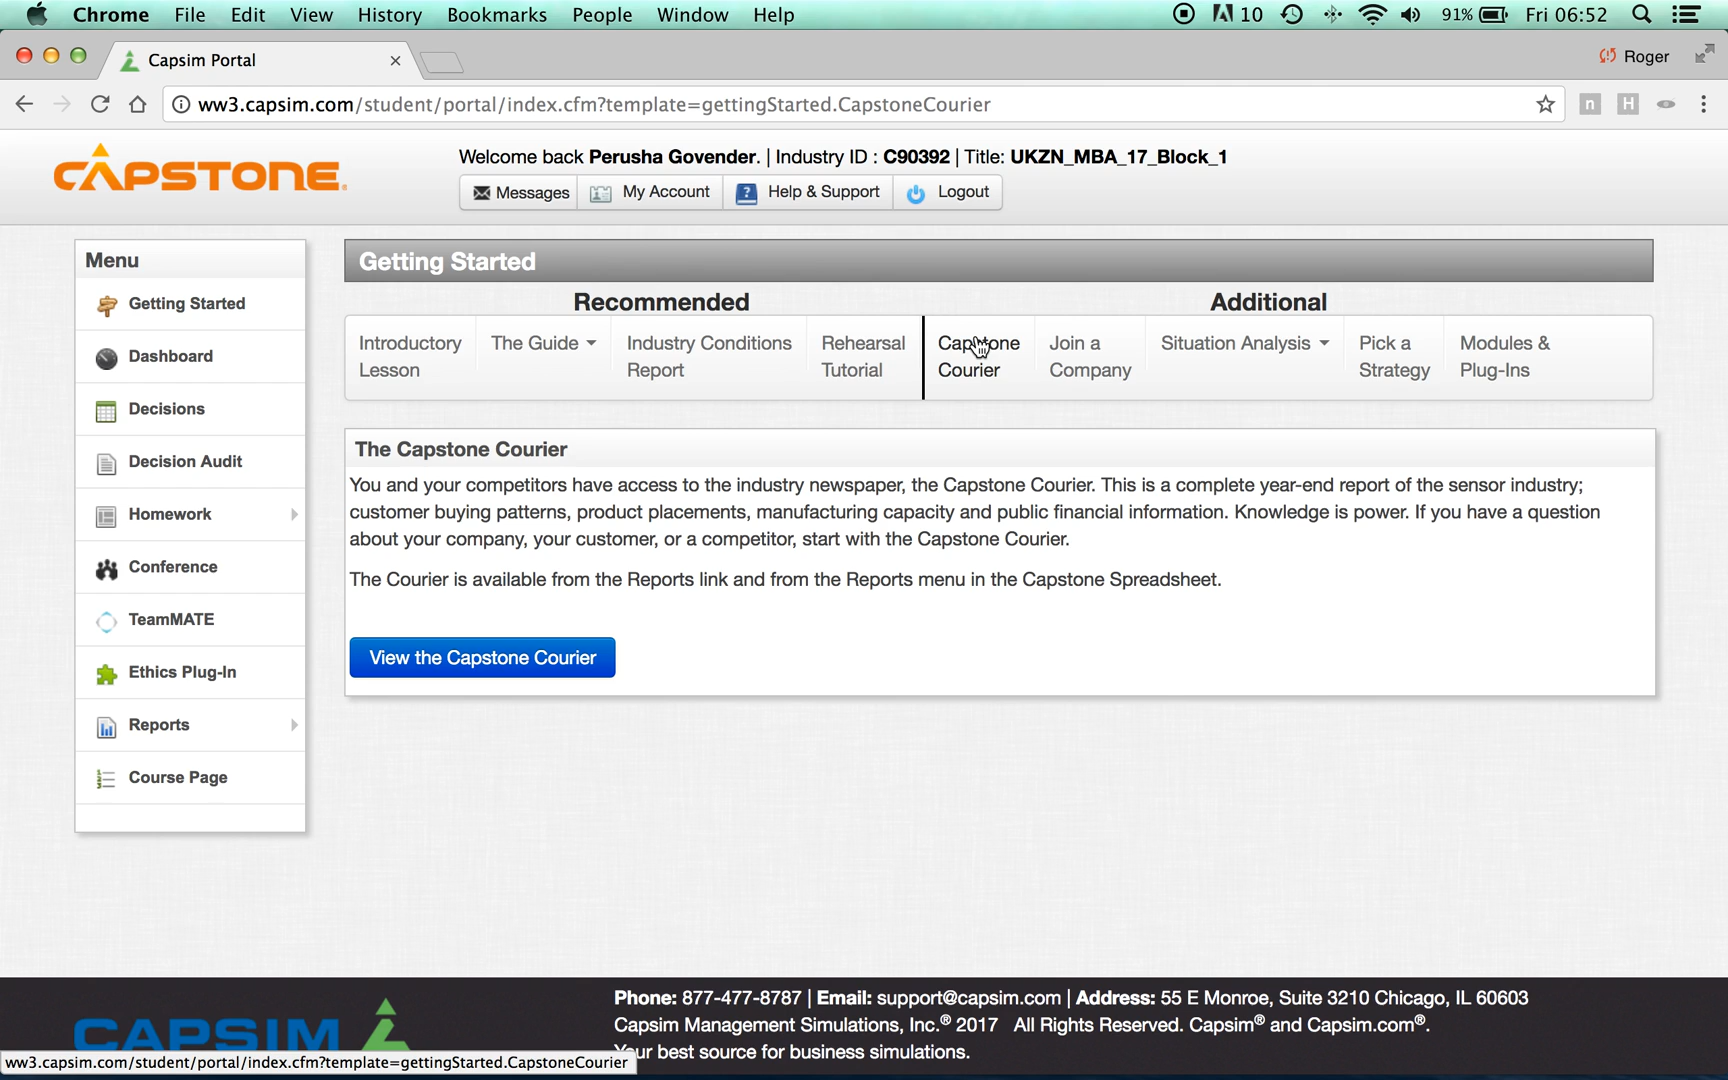 Chrome File Edit View History Bookmarks People Window Help 10 91% Fri 06:52
Capsim Portal Roger
ww3.capsim.com/student/portal/index.cfm?template=gettingStarted.CapstoneCourier n H
CAPSTONE.
Welcome back Perusha Govender. | Industry ID : C90392 | Title: UKZN_MBA_17_Block_1
Messages My Account Help & Support Logout
Menu
Getting Started
Dashboard
Decisions
Decision Audit
Homework
Conference
TeamMATE
Ethics Plug-In
Reports
Course Page
Getting Started
Recommended Additional
Introductory Lesson
The Guide
Industry Conditions Report
Rehearsal Tutorial
Capstone Courier
Join a Company
Situation Analysis
Pick a Strategy
Modules & Plug-Ins
The Capstone Courier
You and your competitors have access to the industry newspaper, the Capstone Courier. This is a complete year-end report of the sensor industry;
customer buying patterns, product placements, manufacturing capacity and public financial information. Knowledge is power. If you have a question
about your company, your customer, or a competitor, start with the Capstone Courier.
The Courier is available from the Reports link and from the Reports menu in the Capstone Spreadsheet.
View the Capstone Courier
CAPSIM
Phone: 877-477-8787 | Email: support@capsim.com | Address: 55 E Monroe, Suite 3210 Chicago, IL 60603
Capsim Management Simulations, Inc.® 2017 All Rights Reserved. Capsim® and Capsim.com®.
Your best source for business simulations.
ww3.capsim.com/student/portal/index.cfm?template=gettingStarted.CapstoneCourier